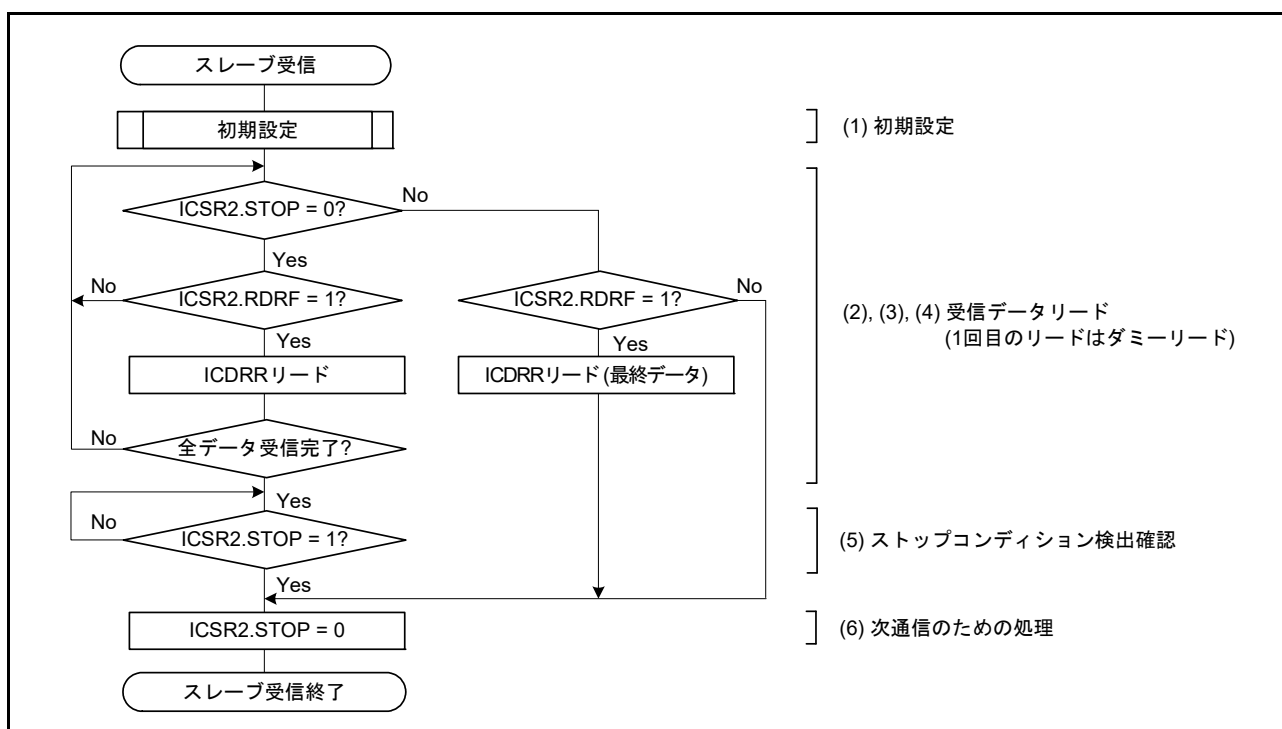 スレーブ受信
初期設定
(1) 初期設定
ICSR2.STOP = 0?
No
Yes
No
ICSR2.RDRF = 1?
ICSR2.RDRF = 1?
No
(2), (3), (4) 受信データリード
(1回目のリードはダミーリード)
Yes
Yes
ICDRRリード
ICDRRリード (最終データ)
No
全データ受信完了?
Yes
No
ICSR2.STOP = 1?
(5) ストップコンディション検出確認
Yes
ICSR2.STOP = 0
(6) 次通信のための処理
スレーブ受信終了